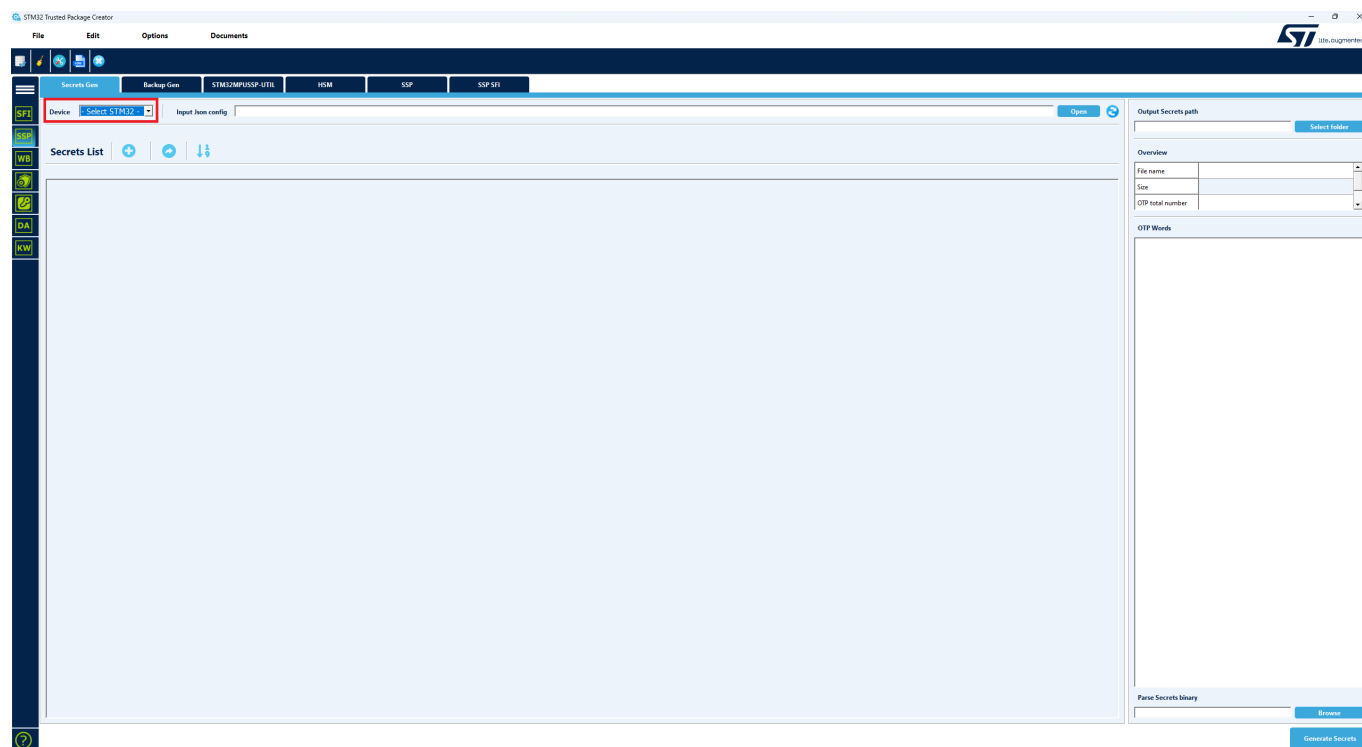 STM32 Trusted Package Creator
File Edit Options Documents
ST life.augmented
Secrets Gen Backup Gen STM32MPUSSP-UTIL HSM SSP SSP SFI
SFI
SSP
WB
DA
KW
?
Device - Select STM32 - Input Json config Open
Secrets List
Output Secrets path
Select folder
Overview
File name
Size
OTP total number
OTP Words
Parse Secrets binary
Browse
Generate Secrets